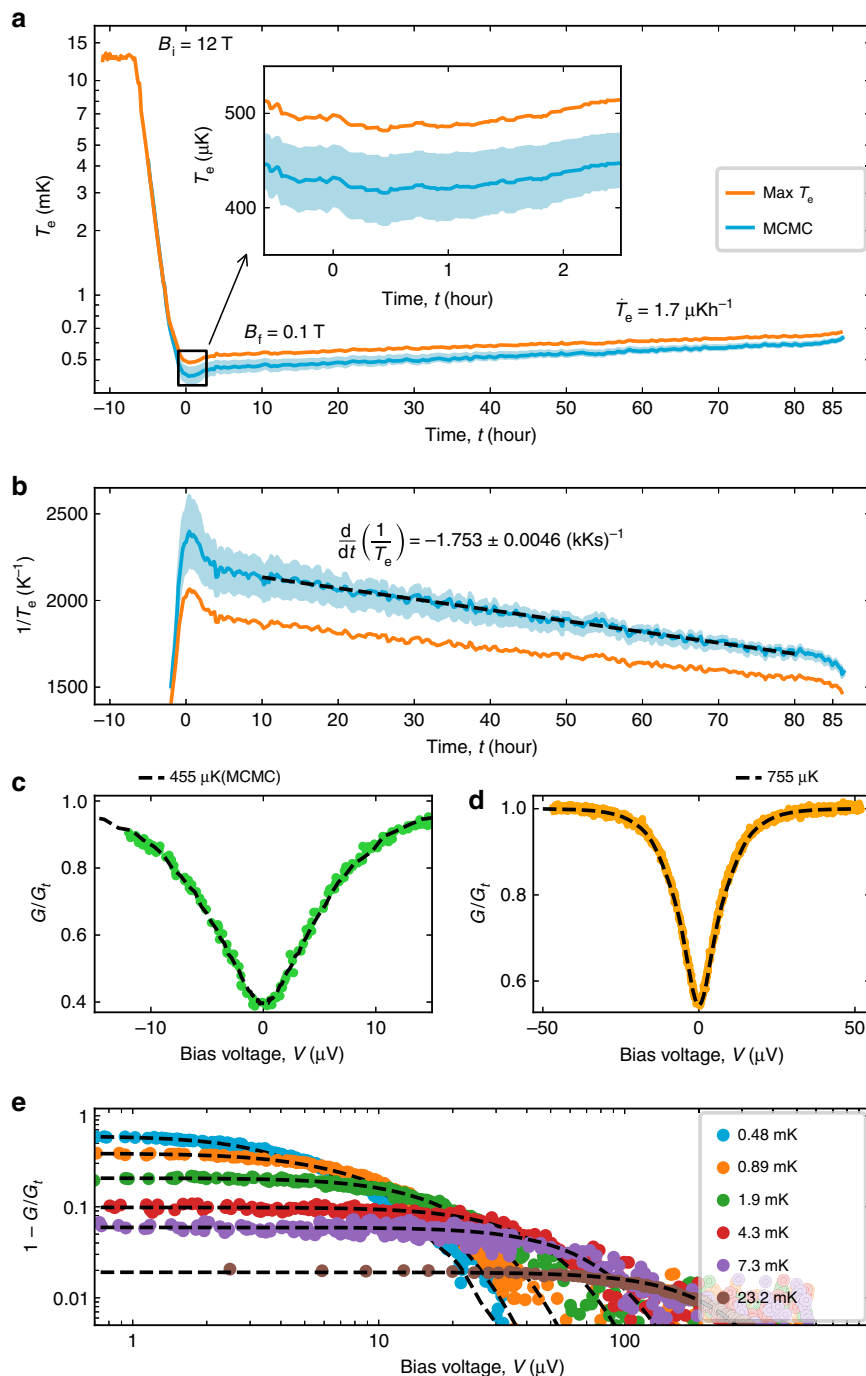 a
15
10
7
5
4
3
2
1
0.7
0.5
T_e (mK)
B_i = 12 T
500
400
T_e (μK)
0 1 2
Time, t (hour)
Max T_e
MCMC
B_f = 0.1 T
Ṫ_e = 1.7 μKh⁻¹
−10 0 10 20 30 40 50 60 70 80 85
Time, t (hour)
b
2500
2000
1500
1/T_e (K⁻¹)
d/dt (1/T_e) = −1.753 ± 0.0046 (kKs)⁻¹
−10 0 10 20 30 40 50 60 70 80 85
Time, t (hour)
c
455 μK(MCMC)
1.0
0.8
0.6
0.4
G/G_t
−10 0 10
Bias voltage, V (μV)
d
755 μK
1.0
0.8
0.6
G/G_t
−50 0 50
Bias voltage, V (μV)
e
1
0.1
0.01
1 − G/G_t
0.48 mK
0.89 mK
1.9 mK
4.3 mK
7.3 mK
23.2 mK
1 10 100
Bias voltage, V (μV)